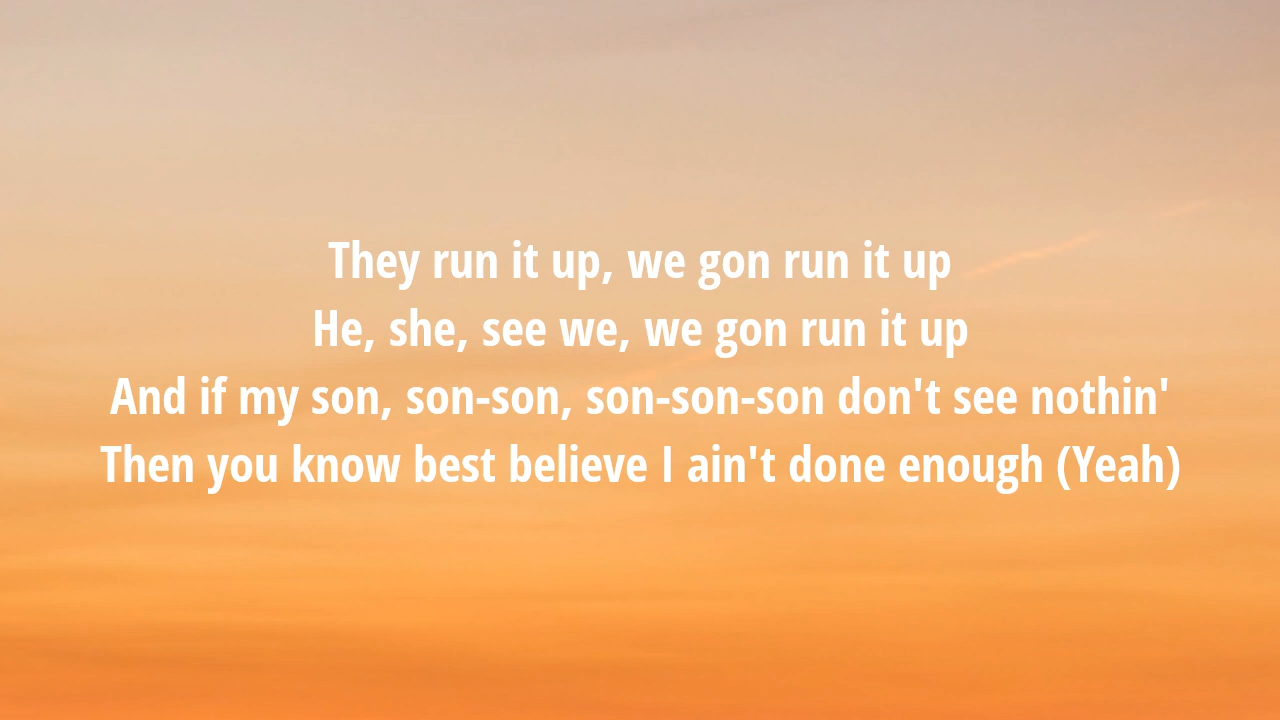 They run it up, we gon run it up
He, she, see we, we gon run it up
And if my son, son-son, son-son-son don't see nothin'
Then you know best believe I ain't done enough (Yeah)